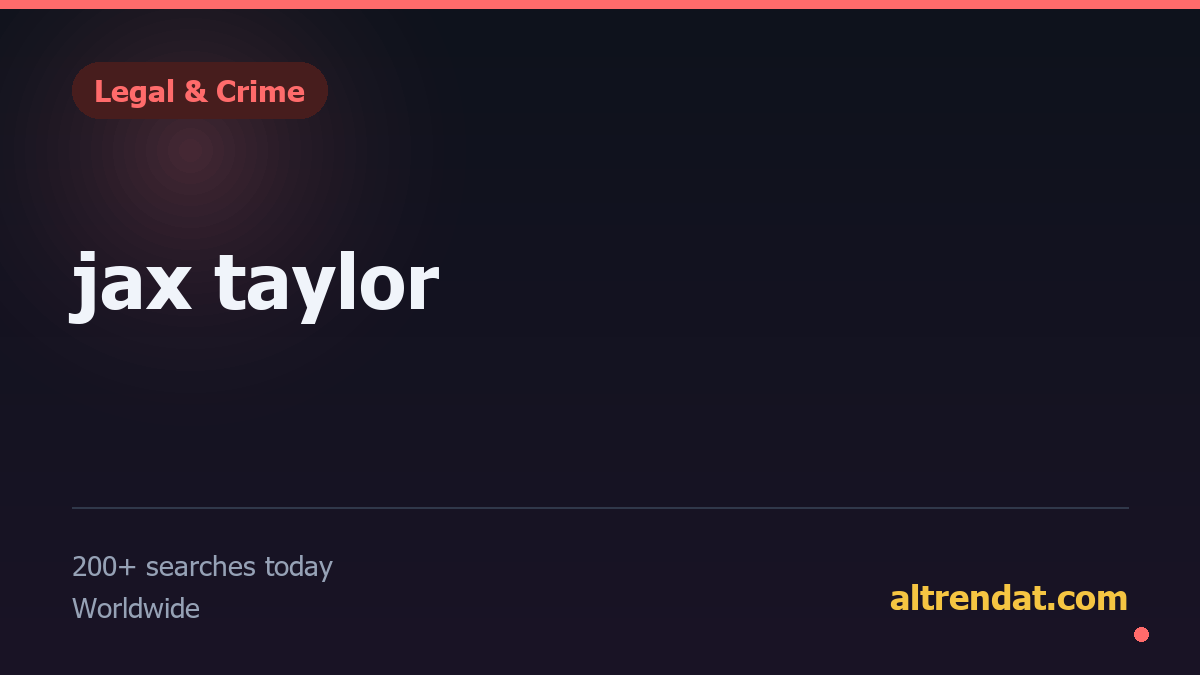 Legal & Crime
jax taylor
200+ searches today
Worldwide
altrendat.com